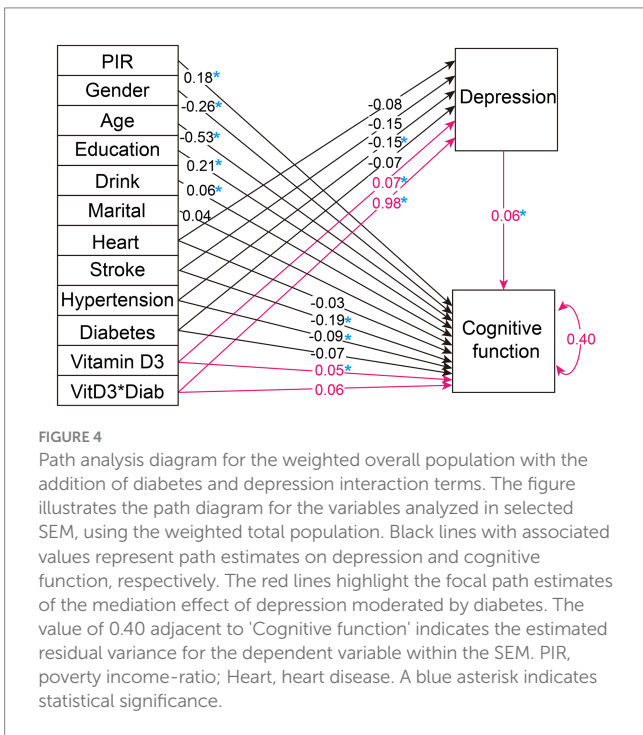 PIR
Gender
Age
Education
Drink
Marital
Heart
Stroke
Hypertension
Diabetes
Vitamin D3
VitD3*Diab
0.18*
-0.26*
-0.53*
0.21*
0.06*
0.04
-0.08
-0.15
-0.15*
-0.07
0.07*
0.98*
Depression
0.06*
-0.03
-0.19*
-0.09*
-0.07
0.05*
0.06
Cognitive
function
0.40
FIGURE 4
Path analysis diagram for the weighted overall population with the
addition of diabetes and depression interaction terms. The figure
illustrates the path diagram for the variables analyzed in selected
SEM, using the weighted total population. Black lines with associated
values represent path estimates on depression and cognitive
function, respectively. The red lines highlight the focal path estimates
of the mediation effect of depression moderated by diabetes. The
value of 0.40 adjacent to 'Cognitive function' indicates the estimated
residual variance for the dependent variable within the SEM. PIR,
poverty income-ratio; Heart, heart disease. A blue asterisk indicates
statistical significance.